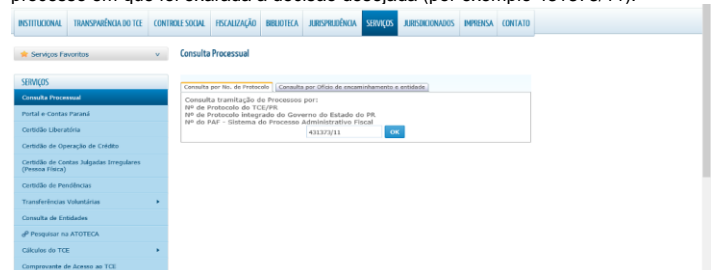 processo em que foi exarada a decisão desejada (por exemplo 431373/11).
INSTITUCIONAL TRANSPARÊNCIA DO TCE CONTROLE SOCIAL FISCALIZAÇÃO BIBLIOTECA JURISPRUDÊNCIA SERVIÇOS JURISDICIONADOS IMPRENSA CONTATO
Serviços Favoritos
Consulta Processual
SERVIÇOS
Consulta Processual
Portal e-Contas Paraná
Certidão Liberatória
Certidão de Operação de Crédito
Certidão de Contas Julgadas Irregulares
(Pessoa Física)
Certidão de Pendências
Transferências Voluntárias
Consulta de Entidades
Pesquisar na ATOTECA
Cálculos do TCE
Comprovante de Acesso ao TCE
Consulta por No. de Protocolo Consulta por Ofício de encaminhamento e entidade
Consulta tramitação de Processos por:
Nº de Protocolo do TCE/PR
Nº de Protocolo integrado do Governo do Estado do PR
Nº do PAF - Sistema de Processo Administrativo Fiscal
431373/11 OK